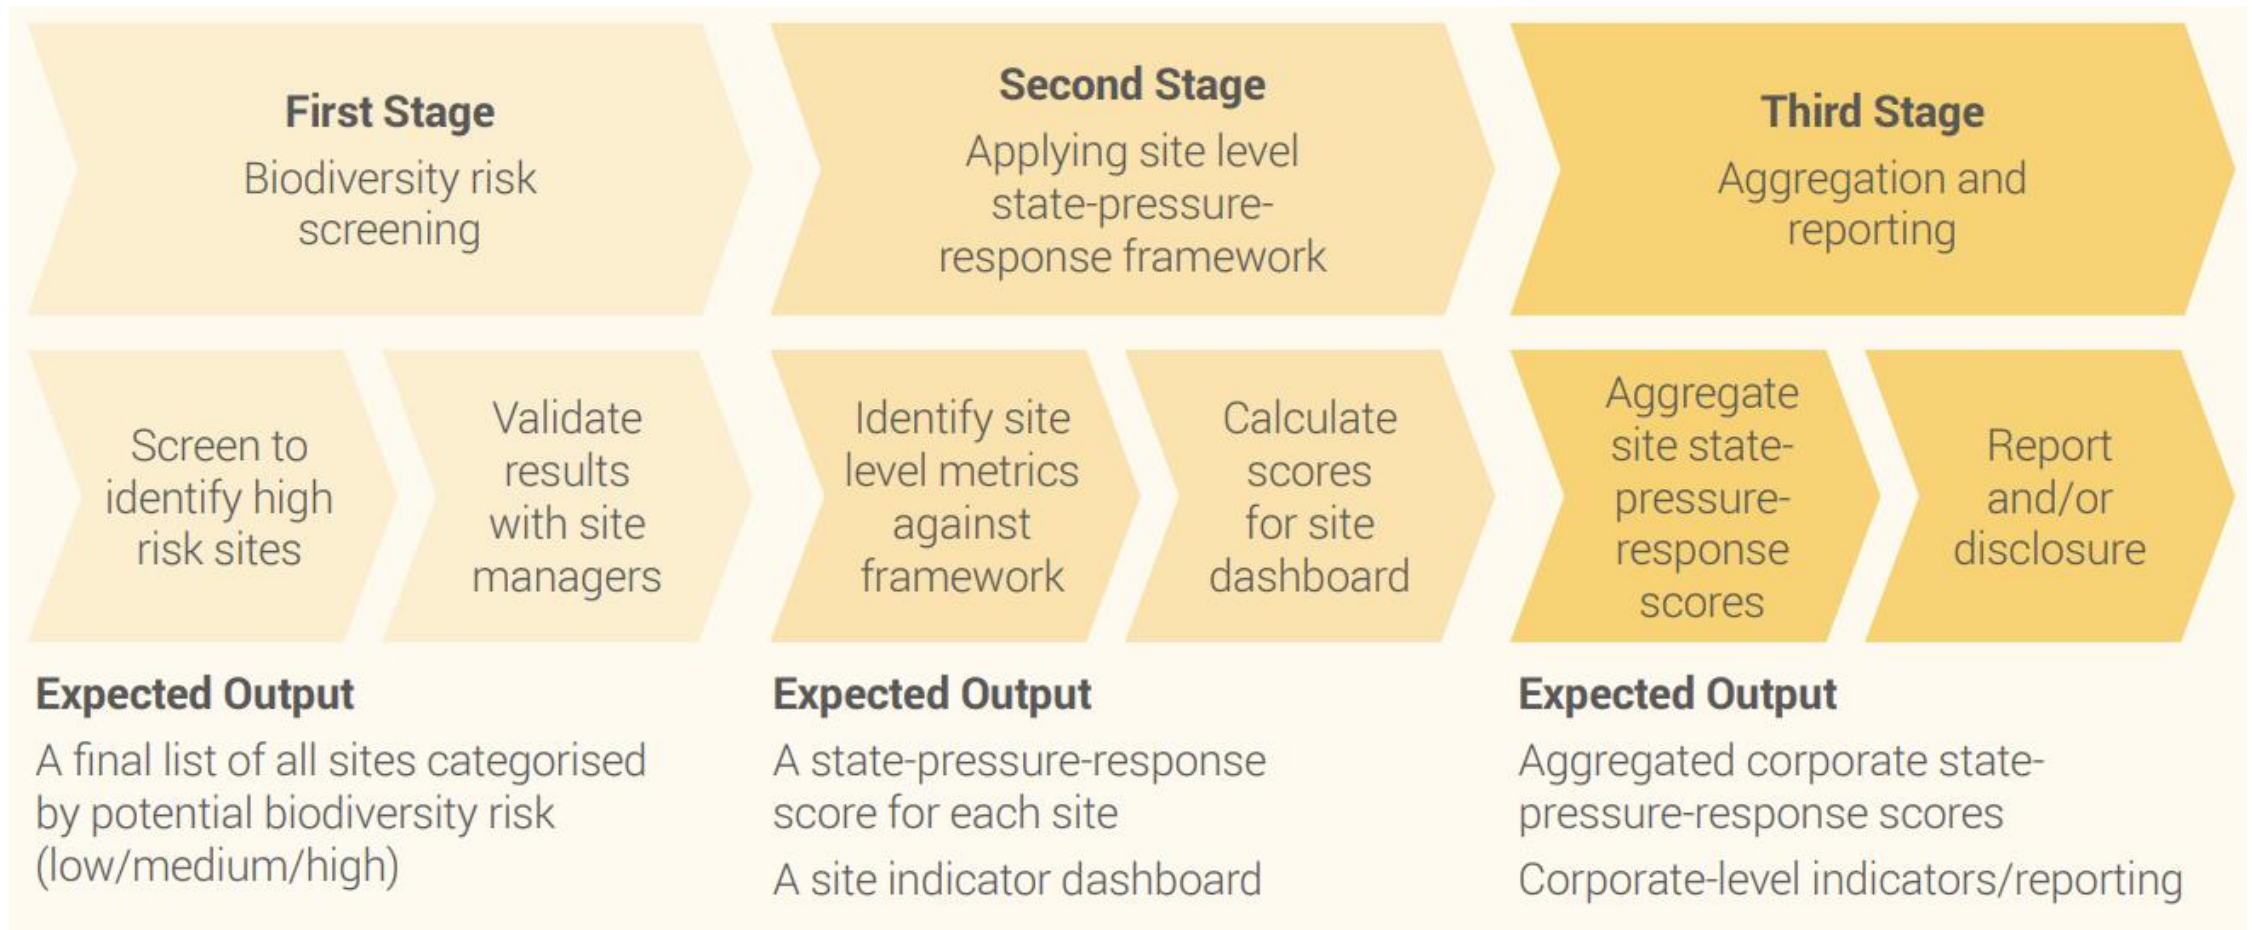 First Stage
Biodiversity risk
screening
Second Stage
Applying site level
state-pressure-
response framework
Third Stage
Aggregation and
reporting
Screen to
identify high
risk sites
Validate
results
with site
managers
Identify site
level metrics
against
framework
Calculate
scores
for site
dashboard
Aggregate
site state-
pressure-
response
scores
Report
and/or
disclosure
Expected Output
A final list of all sites categorised
by potential biodiversity risk
(low/medium/high)
Expected Output
A state-pressure-response
score for each site
A site indicator dashboard
Expected Output
Aggregated corporate state-
pressure-response scores
Corporate-level indicators/reporting